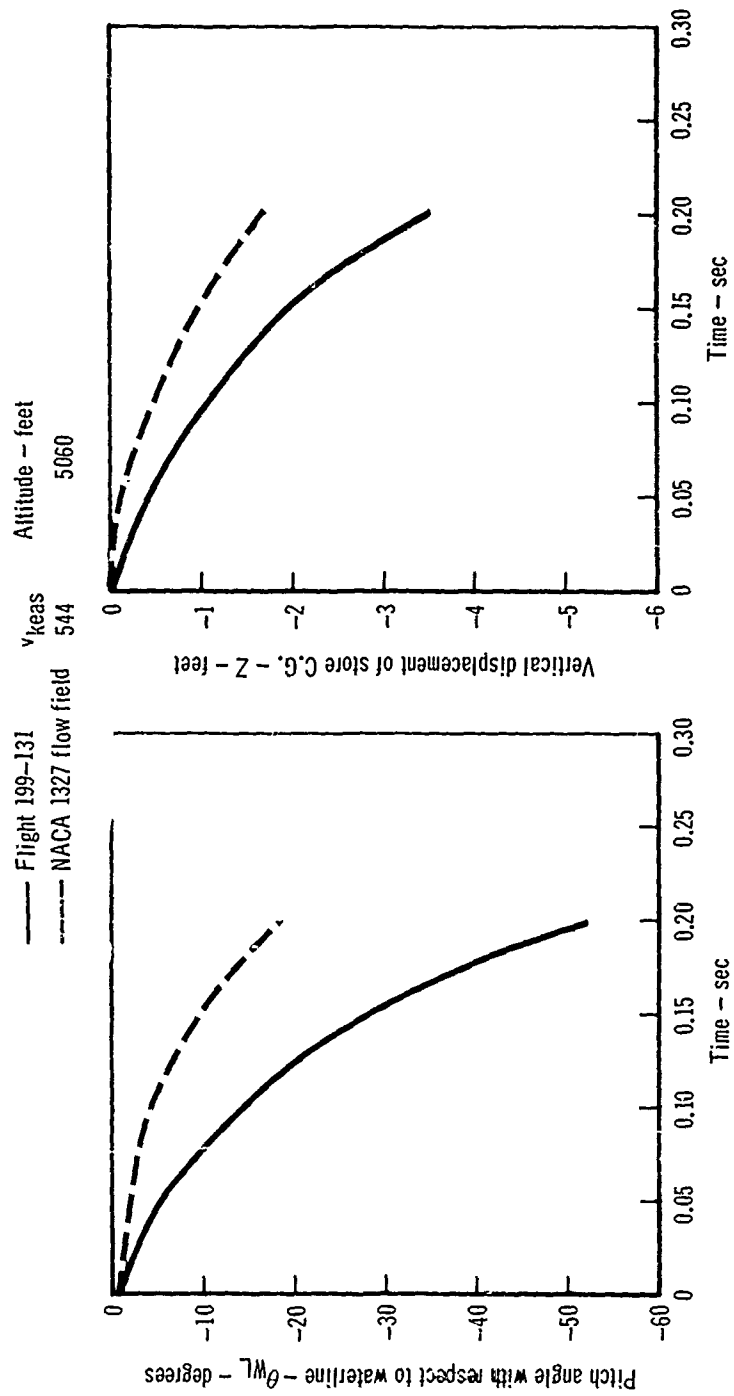 —— Flight 199–131
---- NACA 1327 flow field
Vkeas Altitude – feet
544 5060
Pitch angle with respect to waterline – θWL – degrees
0
–10
–20
–30
–40
–50
–60
0 0.05 0.10 0.15 0.20 0.25 0.30
Time – sec
Vertical displacement of store C.G. – Z – feet
0
–1
–2
–3
–4
–5
–6
0 0.05 0.10 0.15 0.20 0.25 0.30
Time – sec